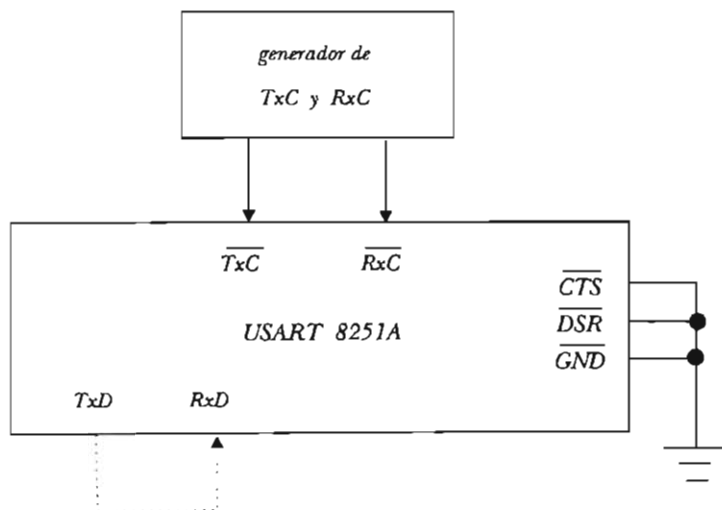 generador de
TxC y RxC
TxC RxC
CTS
DSR
USART 8251A
GND
TxD RxD